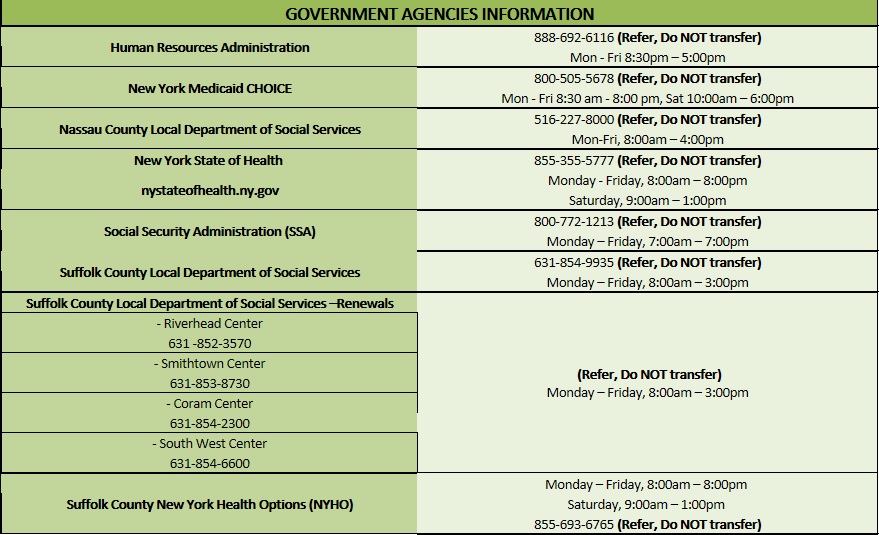 GOVERNMENT AGENCIES INFORMATION
Human Resources Administration
888-692-6116 (Refer, Do NOT transfer)
Mon - Fri 8:30pm – 5:00pm
New York Medicaid CHOICE
800-505-5678 (Refer, Do NOT transfer)
Mon - Fri 8:30 am - 8:00 pm, Sat 10:00am – 6:00pm
Nassau County Local Department of Social Services
516-227-8000 (Refer, Do NOT transfer)
Mon-Fri, 8:00am – 4:00pm
New York State of Health
nystateofhealth.ny.gov
855-355-5777 (Refer, Do NOT transfer)
Monday - Friday, 8:00am – 8:00pm
Saturday, 9:00am – 1:00pm
Social Security Administration (SSA)
800-772-1213 (Refer, Do NOT transfer)
Monday – Friday, 7:00am – 7:00pm
Suffolk County Local Department of Social Services
631-854-9935 (Refer, Do NOT transfer)
Monday – Friday, 8:00am – 3:00pm
Suffolk County Local Department of Social Services –Renewals
- Riverhead Center
631 -852-3570
- Smithtown Center
631-853-8730
- Coram Center
631-854-2300
- South West Center
631-854-6600
(Refer, Do NOT transfer)
Monday – Friday, 8:00am – 3:00pm
Suffolk County New York Health Options (NYHO)
Monday – Friday, 8:00am – 8:00pm
Saturday, 9:00am – 1:00pm
855-693-6765 (Refer, Do NOT transfer)